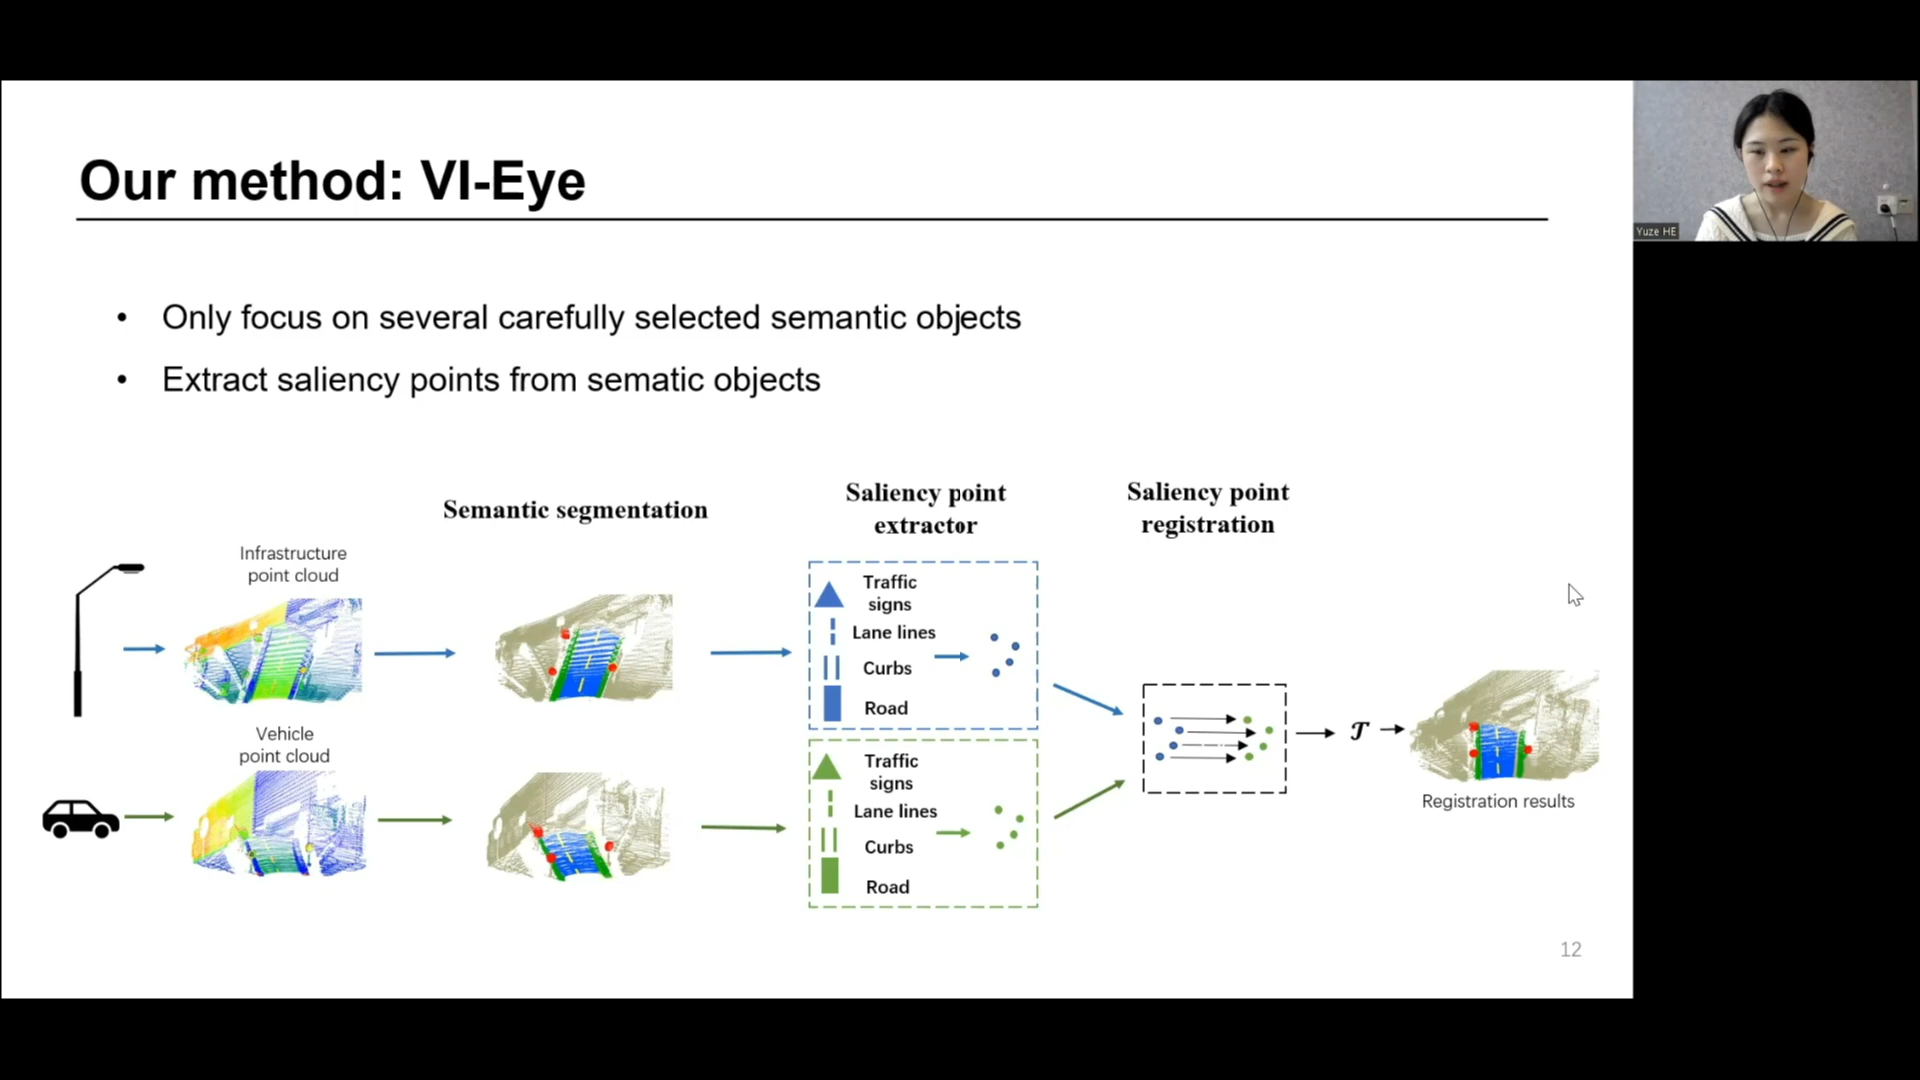 Our method: VI-Eye
Yuze HE
• Only focus on several carefully selected semantic objects
• Extract saliency points from sematic objects
Semantic segmentation
Saliency point
extractor
Saliency point
registration
Infrastructure
point cloud
Traffic
signs
Lane lines
Curbs
Road
Vehicle
point cloud
Traffic
signs
Lane lines
Curbs
Road
𝒯
Registration results
12